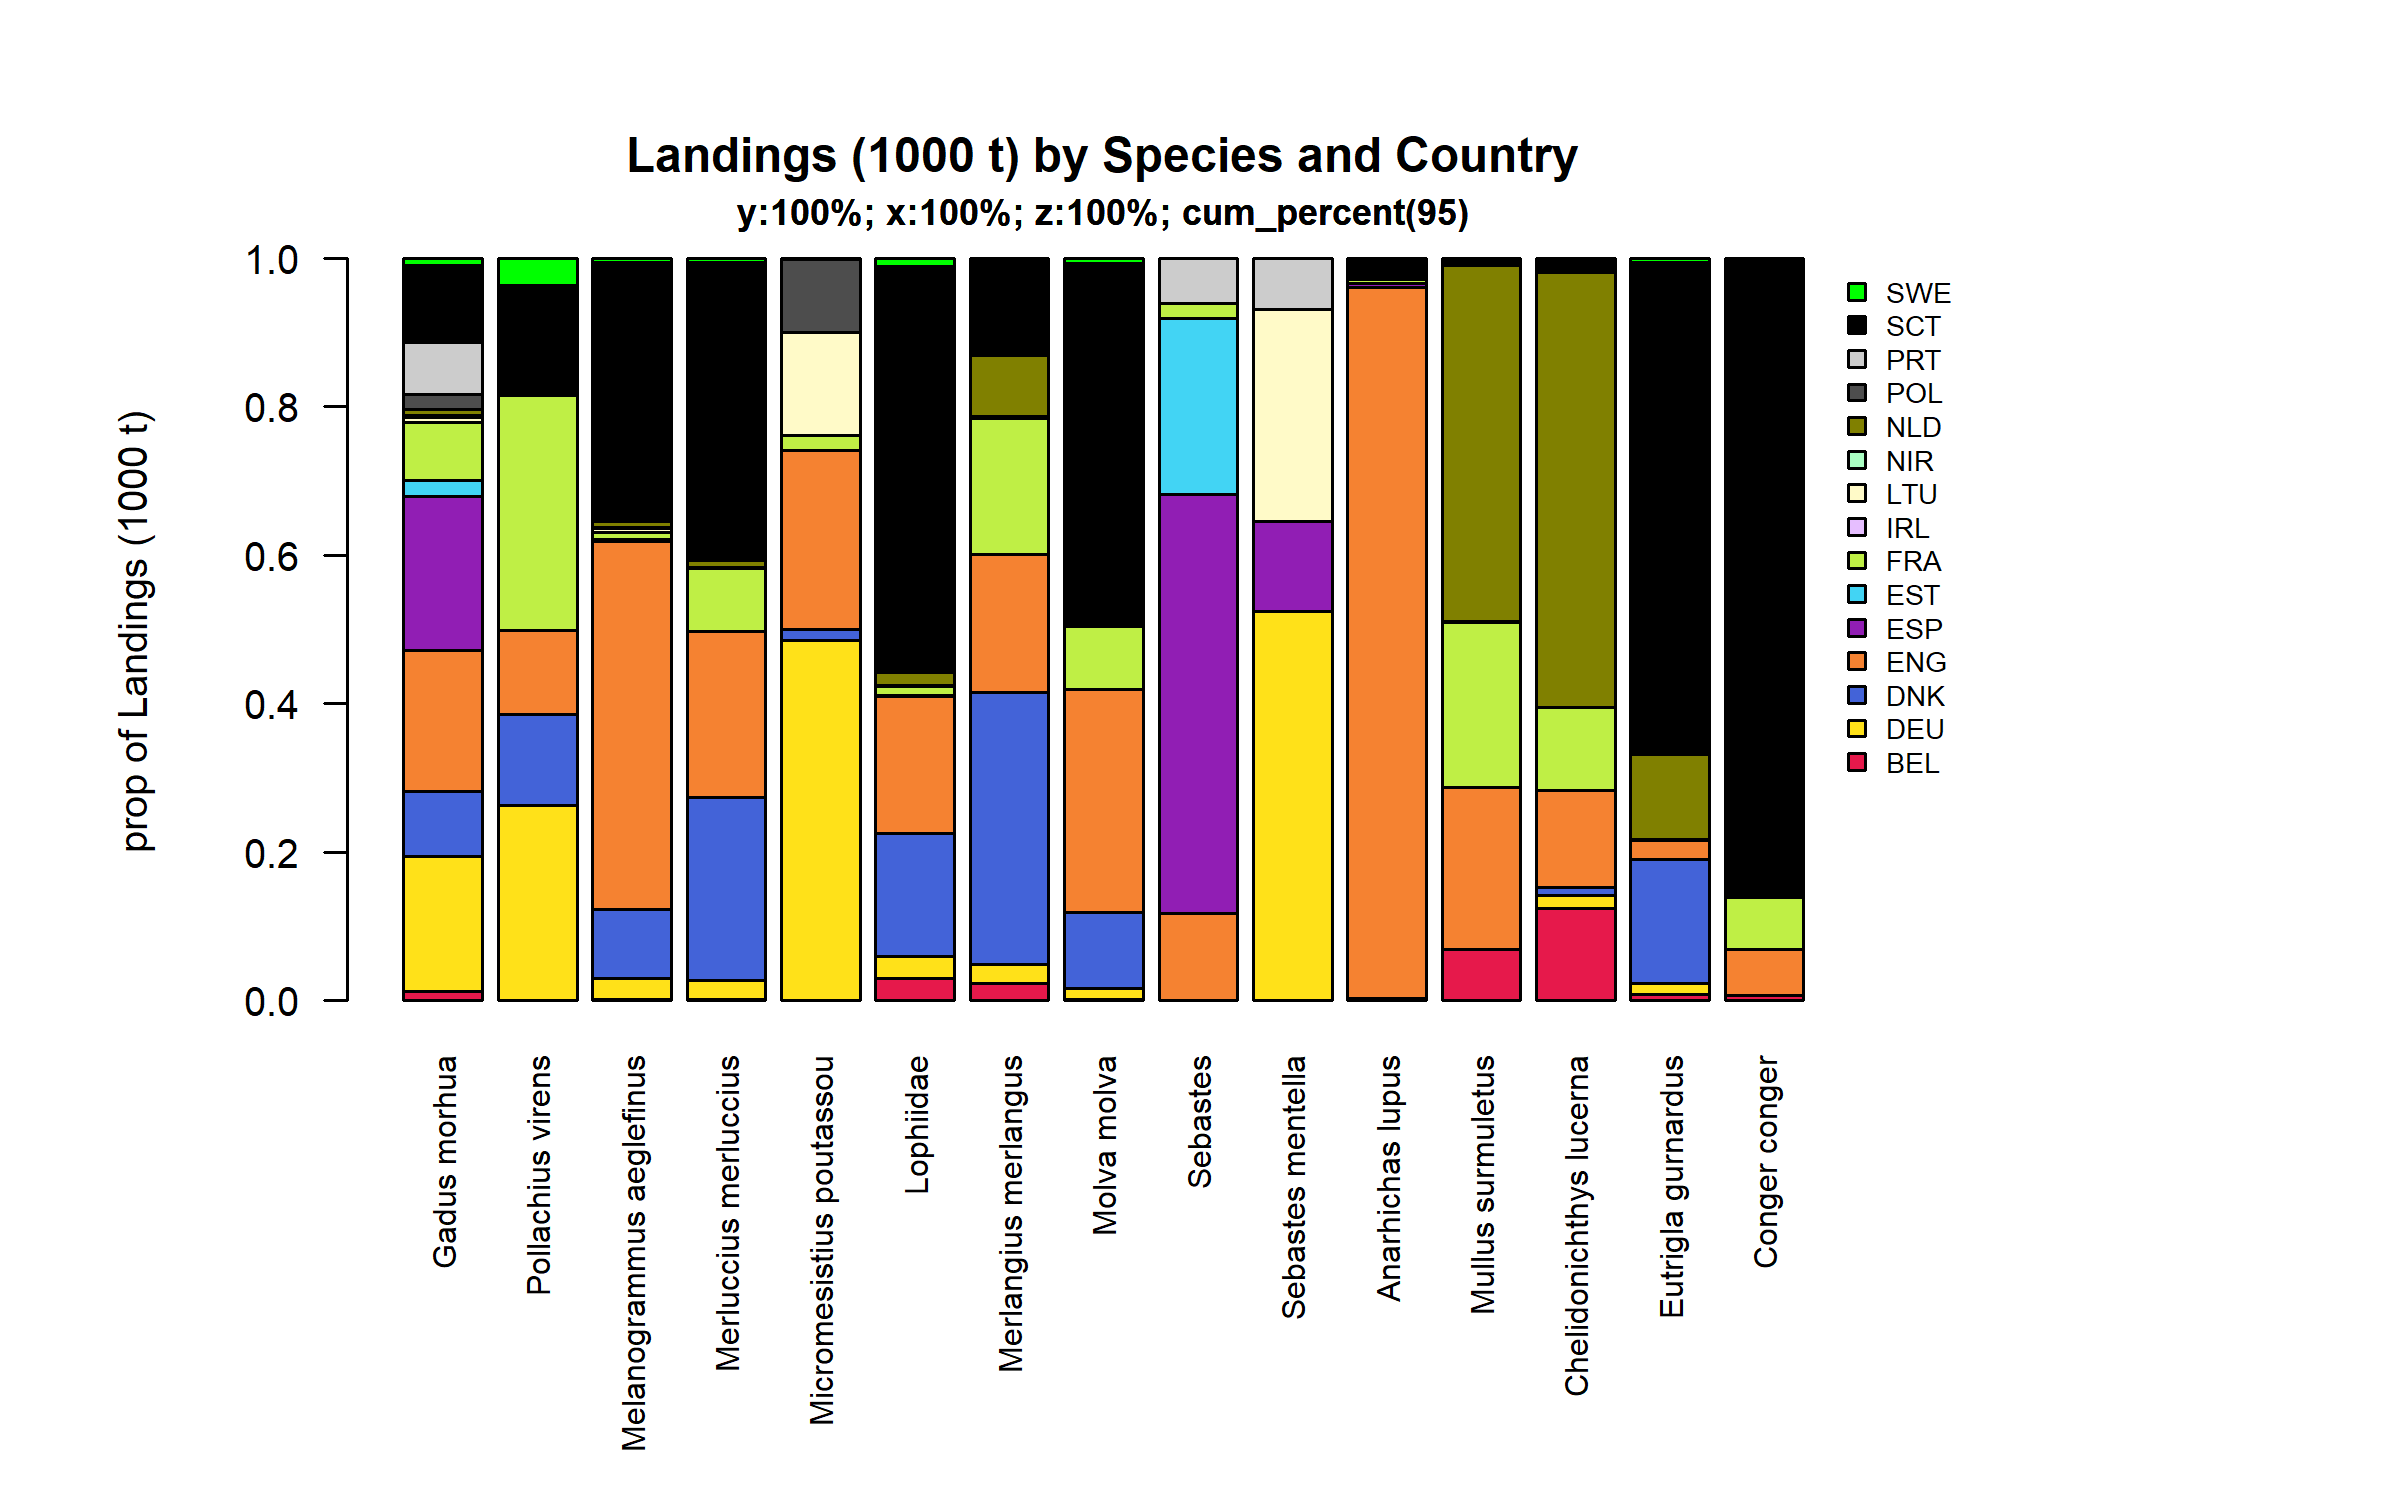 Landings (1000 t) by Species and Country
y:100%; x:100%; z:100%; cum_percent(95)
prop of Landings (1000 t)
1.0
0.8
0.6
0.4
0.2
0.0
SWE
SCT
PRT
POL
NLD
NIR
LTU
IRL
FRA
EST
ESP
ENG
DNK
DEU
BEL
Gadus morhua
Pollachius virens
Melanogrammus aeglefinus
Merluccius merluccius
Micromesistius poutassou
Lophiidae
Merlangius merlangus
Molva molva
Sebastes
Sebastes mentella
Anarhichas lupus
Mullus surmuletus
Chelidonichthys lucerna
Eutrigla gurnardus
Conger conger